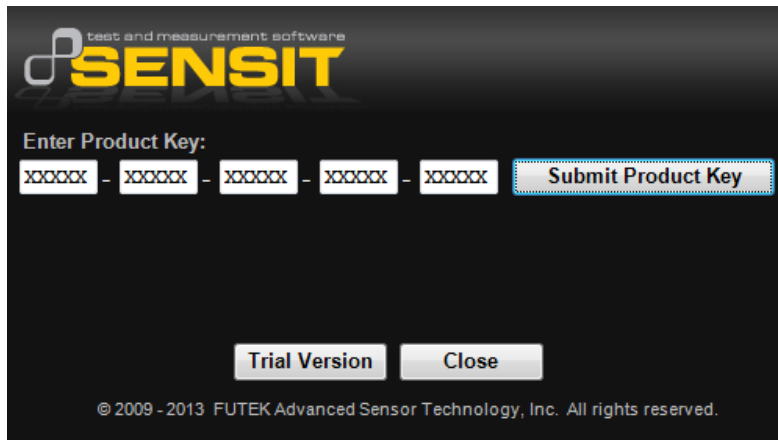 test and measurement software
SENSIT
Enter Product Key:
XXXXX - XXXXX - XXXXX - XXXXX - XXXXX Submit Product Key
Trial Version Close
© 2009 - 2013 FUTEK Advanced Sensor Technology, Inc. All rights reserved.